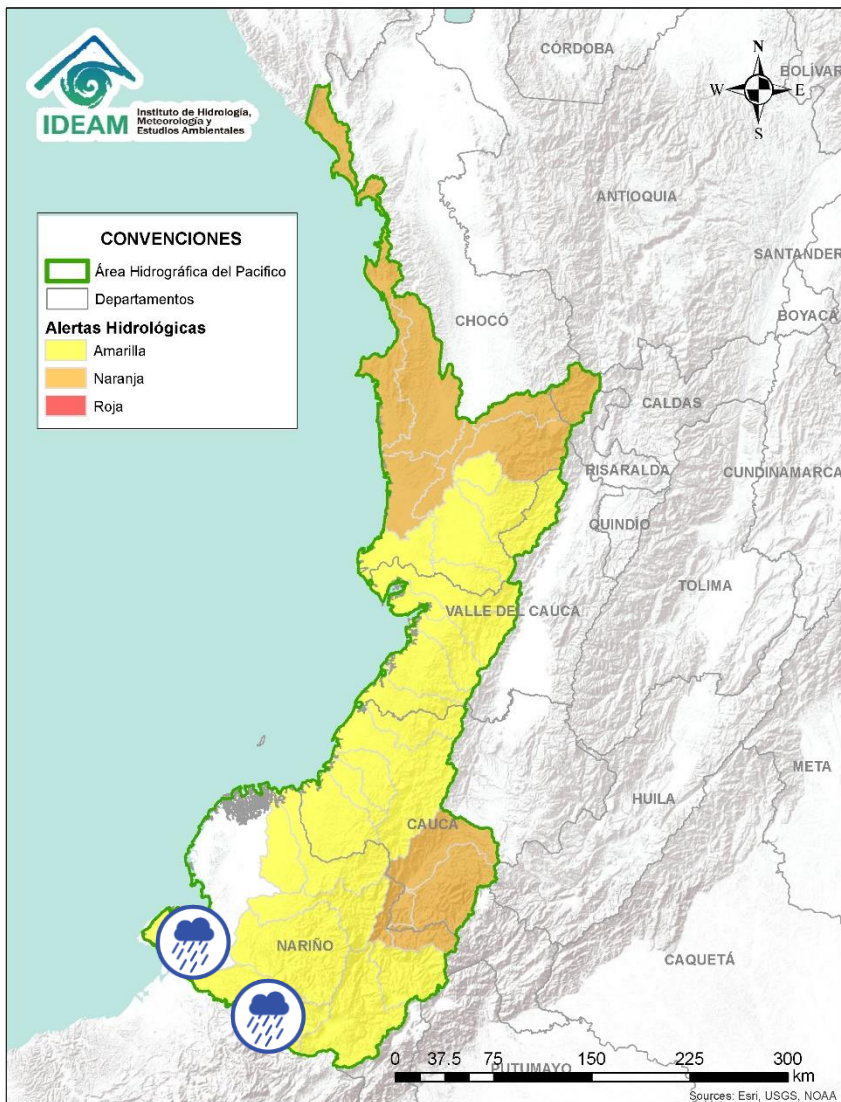 IDEAM
Instituto de Hidrología,
Meteorología y
Estudios Ambientales
CÓRDOBA
BOLÍVAR
N
W
E
S
ANTIOQUIA
SANTANDER
BOYACA
CONVENCIONES
Área Hidrográfica del Pacifico
Departamentos
Alertas Hidrológicas
Amarilla
Naranja
Roja
CHOCÓ
CALDAS
RISARALDA
CUNDINAMARCA
QUINDÍO
TOLIMA
VALLE DEL CAUCA
META
HUILA
CAUCA
NARIÑO
CAQUETÁ
PUTUMAYO
0 37.5 75 150 225 300
km
Sources: Esri, USGS, NOAA